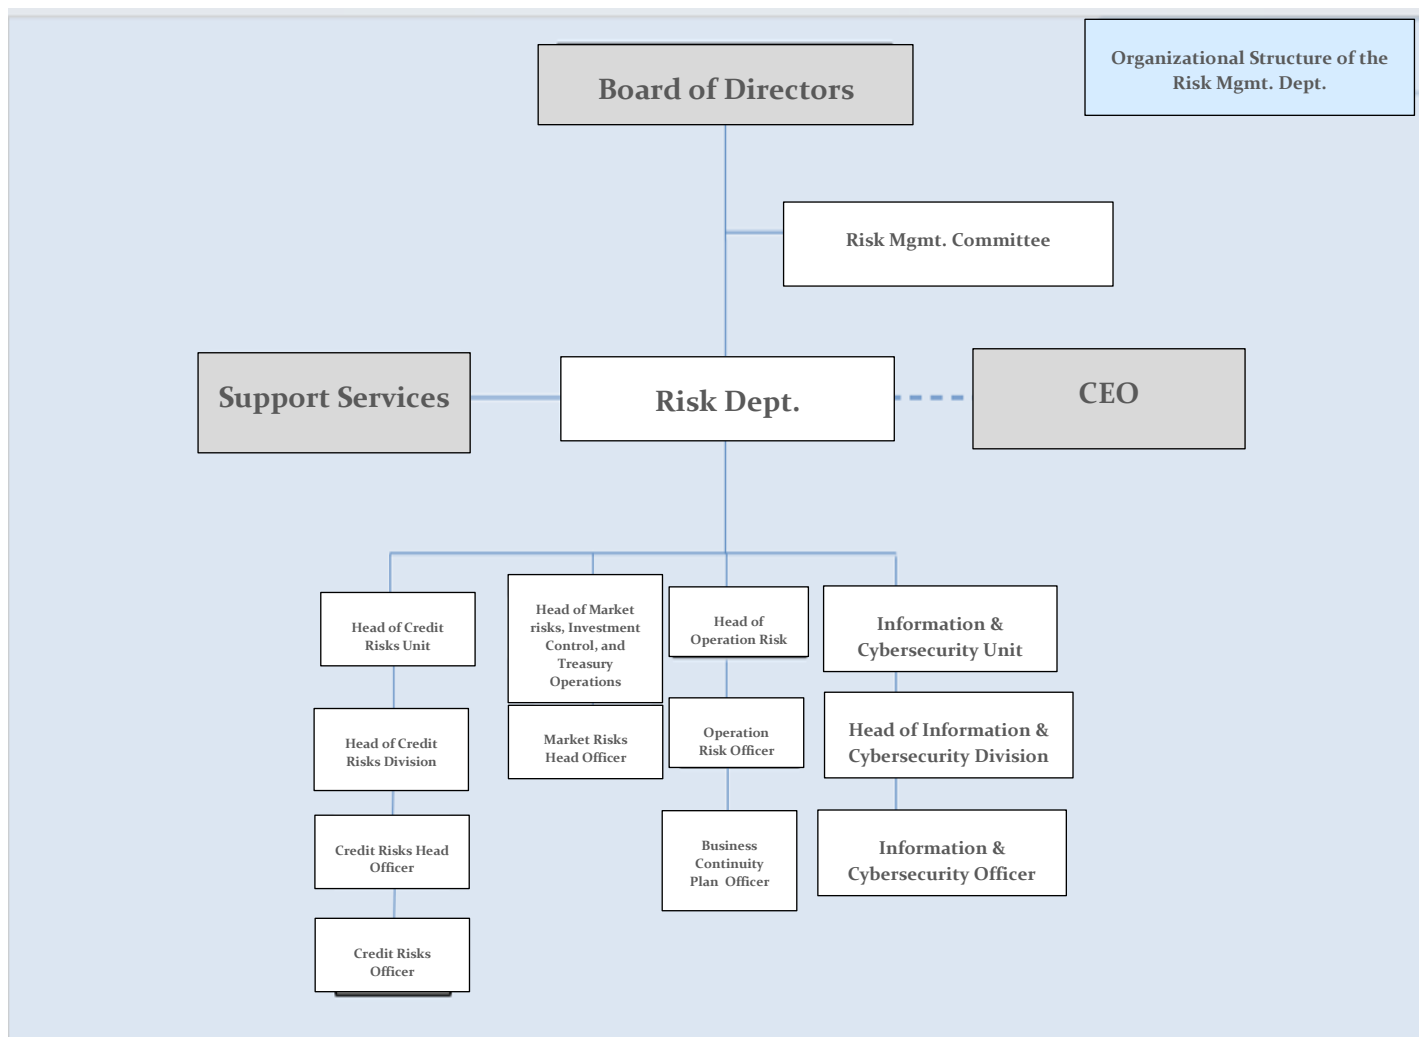 Organizational Structure of the
Risk Mgmt. Dept.
Board of Directors
Risk Mgmt. Committee
Support Services
Risk Dept.
CEO
Head of Credit
Risks Unit
Head of Credit
Risks Division
Credit Risks Head
Officer
Credit Risks
Officer
Head of Market
risks, Investment
Control, and
Treasury
Operations
Market Risks
Head Officer
Head of
Operation Risk
Operation
Risk Officer
Business
Continuity
Plan Officer
Information &
Cybersecurity Unit
Head of Information &
Cybersecurity Division
Information &
Cybersecurity Officer